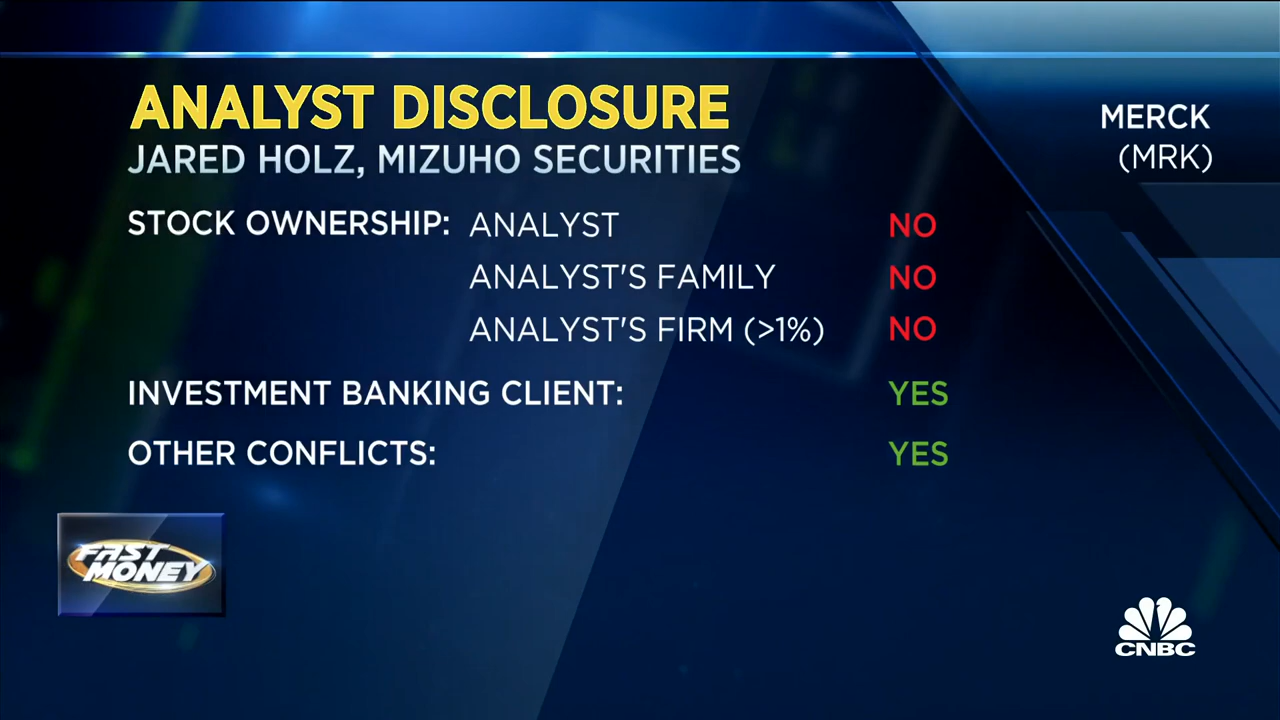 ANALYST DISCLOSURE
JARED HOLZ, MIZUHO SECURITIES
MERCK
(MRK)
STOCK OWNERSHIP: ANALYST NO
ANALYST'S FAMILY NO
ANALYST'S FIRM (>1%) NO
INVESTMENT BANKING CLIENT: YES
OTHER CONFLICTS: YES
FAST
MONEY
CNBC